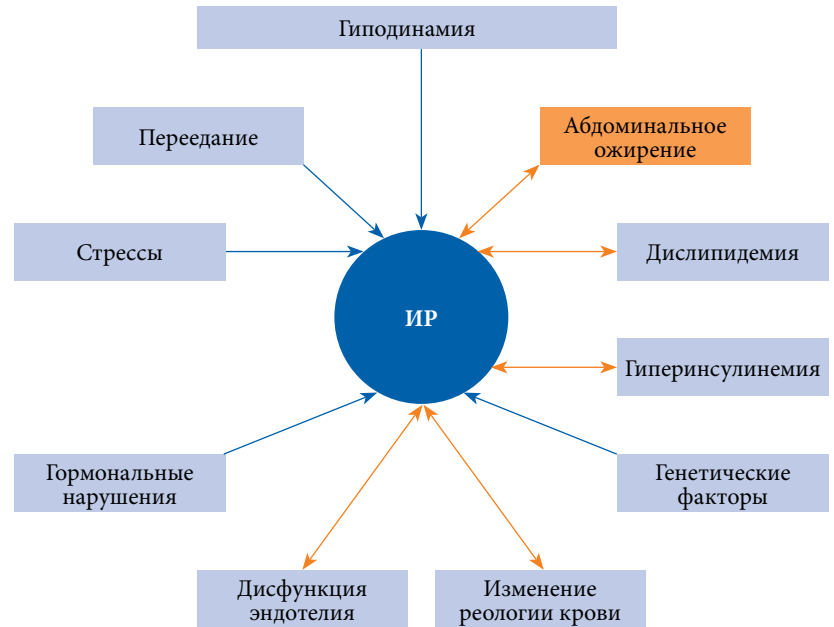 Гиподинамия
Переедание
Абдоминальное
ожирение
Стрессы
Дислипидемия
ИР
Гиперинсулинемия
Гормональные
нарушения
Генетические
факторы
Дисфункция
эндотелия
Изменение
реологии крови